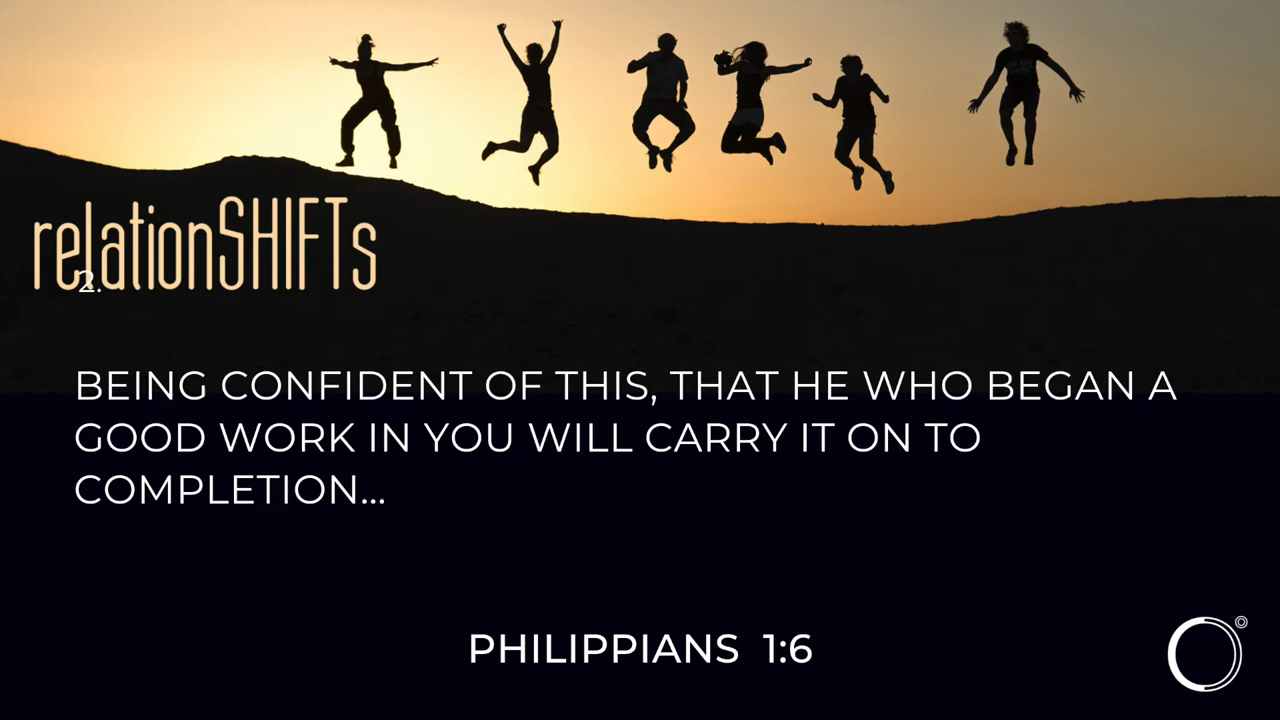 relationSHIFTs
2.
BEING CONFIDENT OF THIS, THAT HE WHO BEGAN A
GOOD WORK IN YOU WILL CARRY IT ON TO
COMPLETION...
PHILIPPIANS 1:6